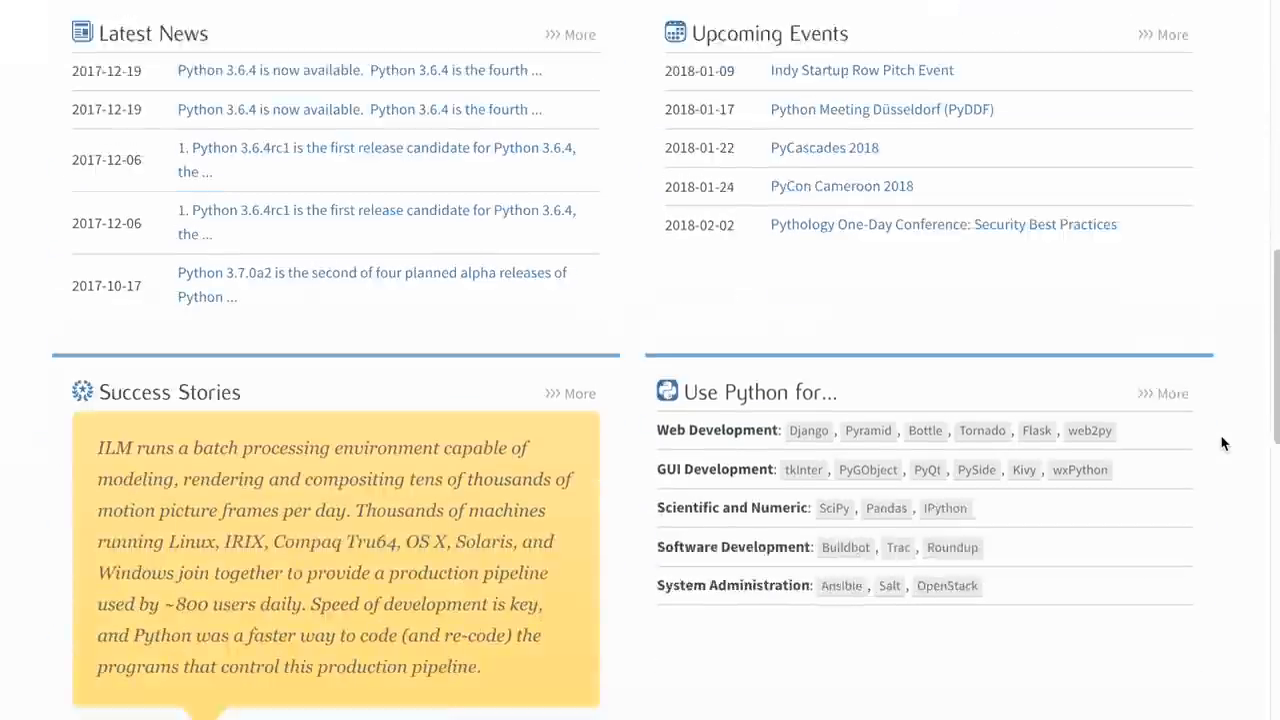 Latest News
>>> More
2017-12-19 Python 3.6.4 is now available. Python 3.6.4 is the fourth ...
2017-12-19 Python 3.6.4 is now available. Python 3.6.4 is the fourth ...
2017-12-06 1. Python 3.6.4rc1 is the first release candidate for Python 3.6.4,
the ...
2017-12-06 1. Python 3.6.4rc1 is the first release candidate for Python 3.6.4,
the ...
2017-10-17 Python 3.7.0a2 is the second of four planned alpha releases of
Python ...
Upcoming Events
>>> More
2018-01-09 Indy Startup Row Pitch Event
2018-01-17 Python Meeting Düsseldorf (PyDDF)
2018-01-22 PyCascades 2018
2018-01-24 PyCon Cameroon 2018
2018-02-02 Pythology One-Day Conference: Security Best Practices
Success Stories
>>> More
ILM runs a batch processing environment capable of
modeling, rendering and compositing tens of thousands of
motion picture frames per day. Thousands of machines
running Linux, IRIX, Compaq Tru64, OS X, Solaris, and
Windows join together to provide a production pipeline
used by ~800 users daily. Speed of development is key,
and Python was a faster way to code (and re-code) the
programs that control this production pipeline.
Use Python for...
>>> More
Web Development: Django , Pyramid , Bottle , Tornado , Flask , web2py
GUI Development: tkInter , PyGObject , PyQt , PySide , Kivy , wxPython
Scientific and Numeric: SciPy , Pandas , IPython
Software Development: Buildbot , Trac , Roundup
System Administration: Ansible , Salt , OpenStack